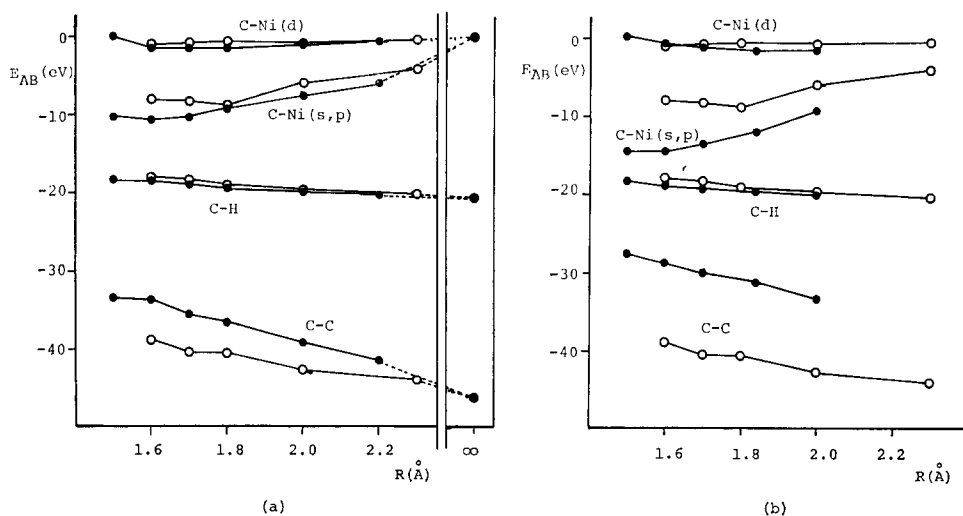 C-Ni(d)
0
E_AB(eV)
-10
C-Ni(s,p)
-20
C-H
-30
C-C
-40
1.6 1.8 2.0 2.2 ∞
R(Å)
(a)
C-Ni(d)
0
E_AB(eV)
-10
C-Ni(s,p)
-20
C-H
-30
C-C
-40
1.6 1.8 2.0 2.2
R(Å)
(b)